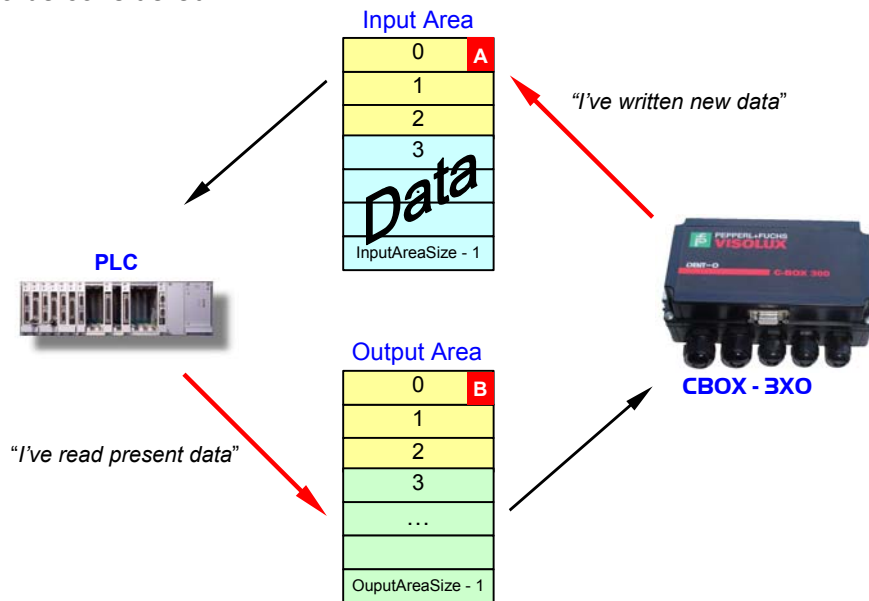 Input Area
0 A
1
2
3
Data
InputAreaSize - 1
“I’ve written new data”
PEPPERL+FUCHS
VISOLUX
C-BOX 300
PLC
CBOX - 3XO
Output Area
0 B
1
2
3
…
OuputAreaSize - 1
“I’ve read present data”